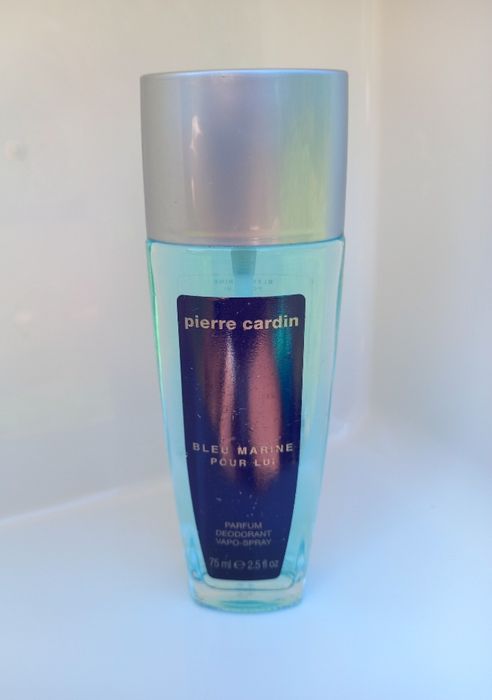 pierre cardin
BLEU MARINE
POUR LUI
PARFUM
DEODORANT
VAPO-SPRAY
75 ml ℮ 2.5 fl oz